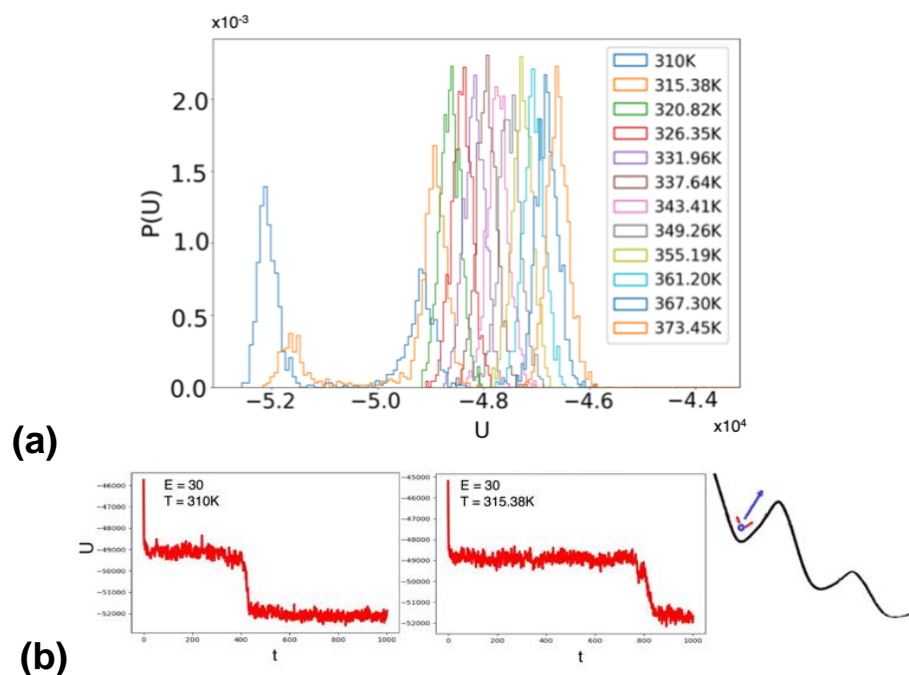 x10⁻³
P(U)
2.0
1.5
1.0
0.5
0.0
−5.2 −5.0 −4.8 −4.6 −4.4
U
x10⁴
310K
315.38K
320.82K
326.35K
331.96K
337.64K
343.41K
349.26K
355.19K
361.20K
367.30K
373.45K
(a)
U
−46000
−47000
−48000
−49000
−50000
−51000
−52000
E = 30
T = 310K
0 200 400 600 800 1000
t
−45000
−46000
−47000
−48000
−49000
−50000
−51000
−52000
E = 30
T = 315.38K
0 200 400 600 800 1000
t
(b)